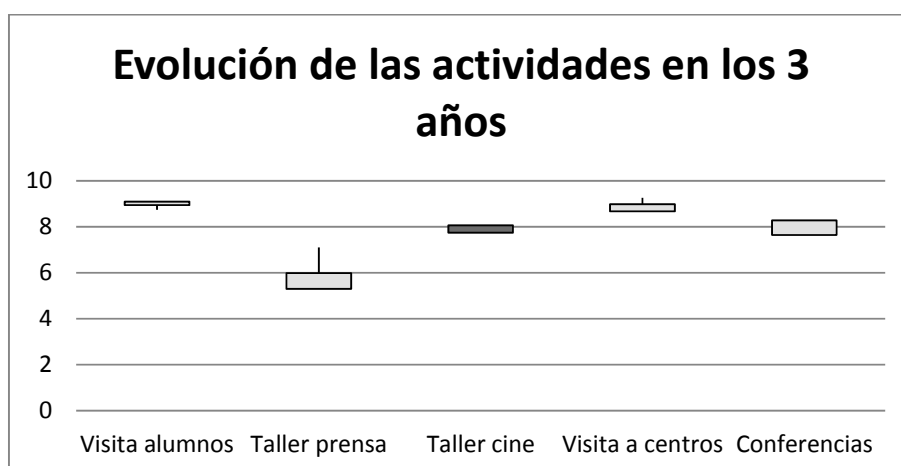 Evolución de las actividades en los 3
años
10
8
6
4
2
0
Visita alumnos Taller prensa Taller cine Visita a centros Conferencias